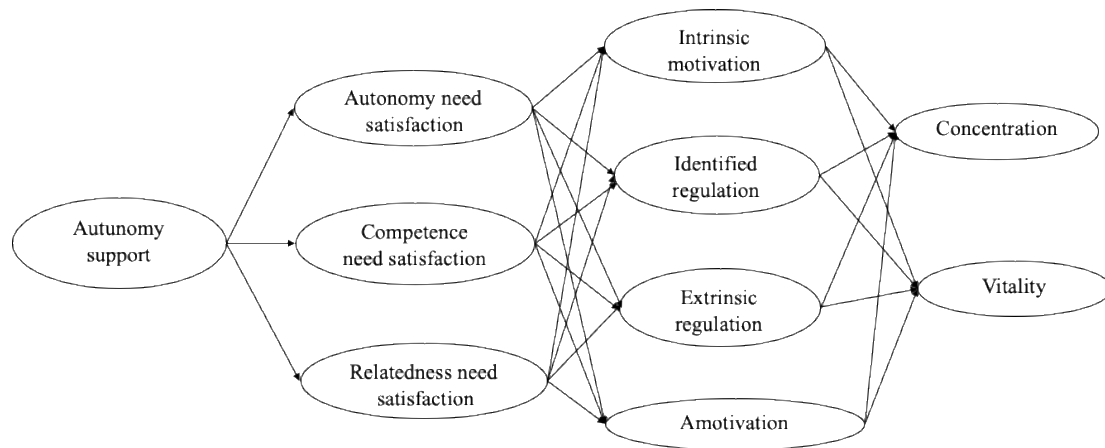 Autunomy
support
Autonomy need
satisfaction
Competence
need satisfaction
Relatedness need
satisfaction
Intrinsic
motivation
Identified
regulation
Extrinsic
regulation
Amotivation
Concentration
Vitality